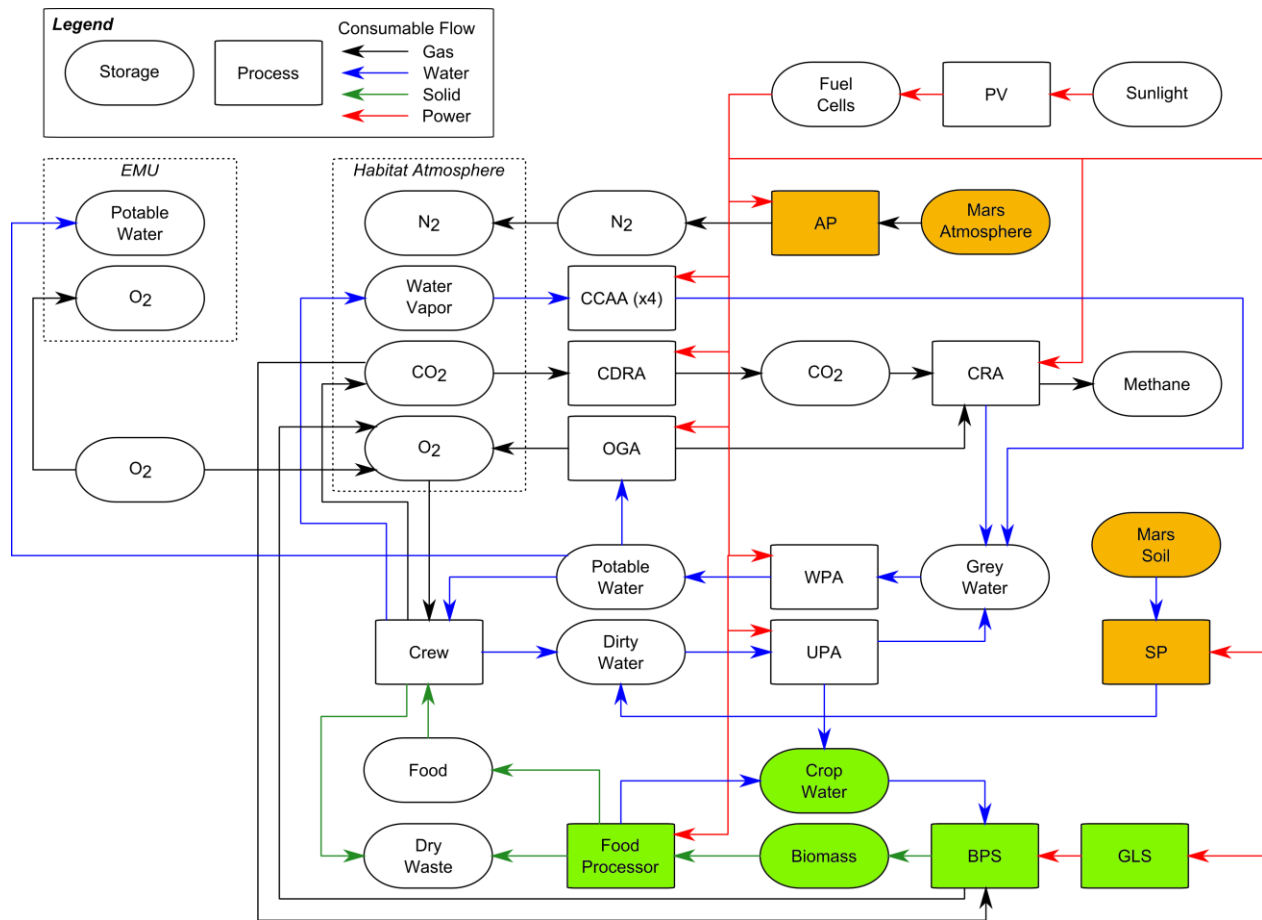 Legend
Consumable Flow
Storage
Process
Gas
Water
Solid
Power
Fuel
Cells
PV
Sunlight
EMU
Habitat Atmosphere
Potable
Water
N2
N2
AP
Mars
Atmosphere
O2
Water
Vapor
CCAA (x4)
CO2
CDRA
CO2
CRA
Methane
O2
O2
OGA
Mars
Soil
Potable
Water
WPA
Grey
Water
Crew
Dirty
Water
UPA
SP
Food
Crop
Water
Dry
Waste
Food
Processor
Biomass
BPS
GLS